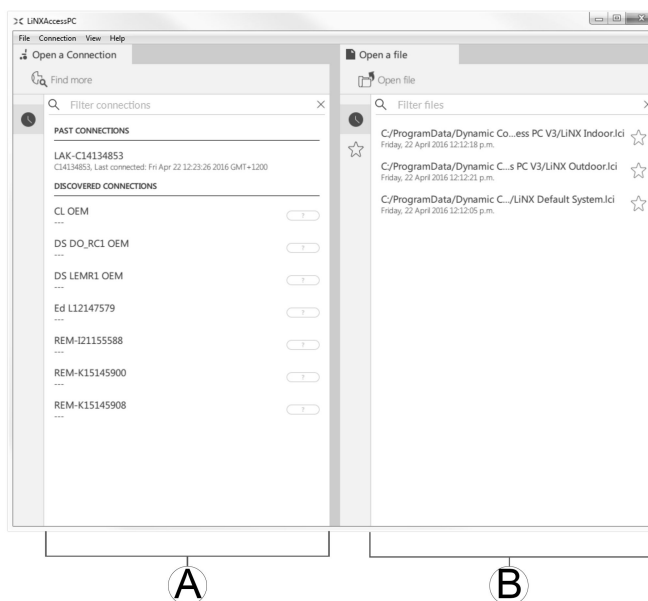 LiNXAccessPC
File Connection View Help
Open a Connection
Find more
Filter connections
PAST CONNECTIONS
LAK-C14134853
C14134853, Last connected: Fri Apr 22 12:23:26 2016 GMT+1200
DISCOVERED CONNECTIONS
CL OEM
---
?
DS DO_RC1 OEM
---
?
DS LEMR1 OEM
---
?
Ed L12147579
---
?
REM-I21155588
---
?
REM-K15145900
---
?
REM-K15145908
---
?
Open a file
Open file
Filter files
C:/ProgramData/Dynamic Co...ess PC V3/LiNX Indoor.lci
Friday, 22 April 2016 12:12:18 p.m.
C:/ProgramData/Dynamic C...s PC V3/LiNX Outdoor.lci
Friday, 22 April 2016 12:12:21 p.m.
C:/ProgramData/Dynamic C.../LiNX Default System.lci
Friday, 22 April 2016 12:12:05 p.m.
A
B